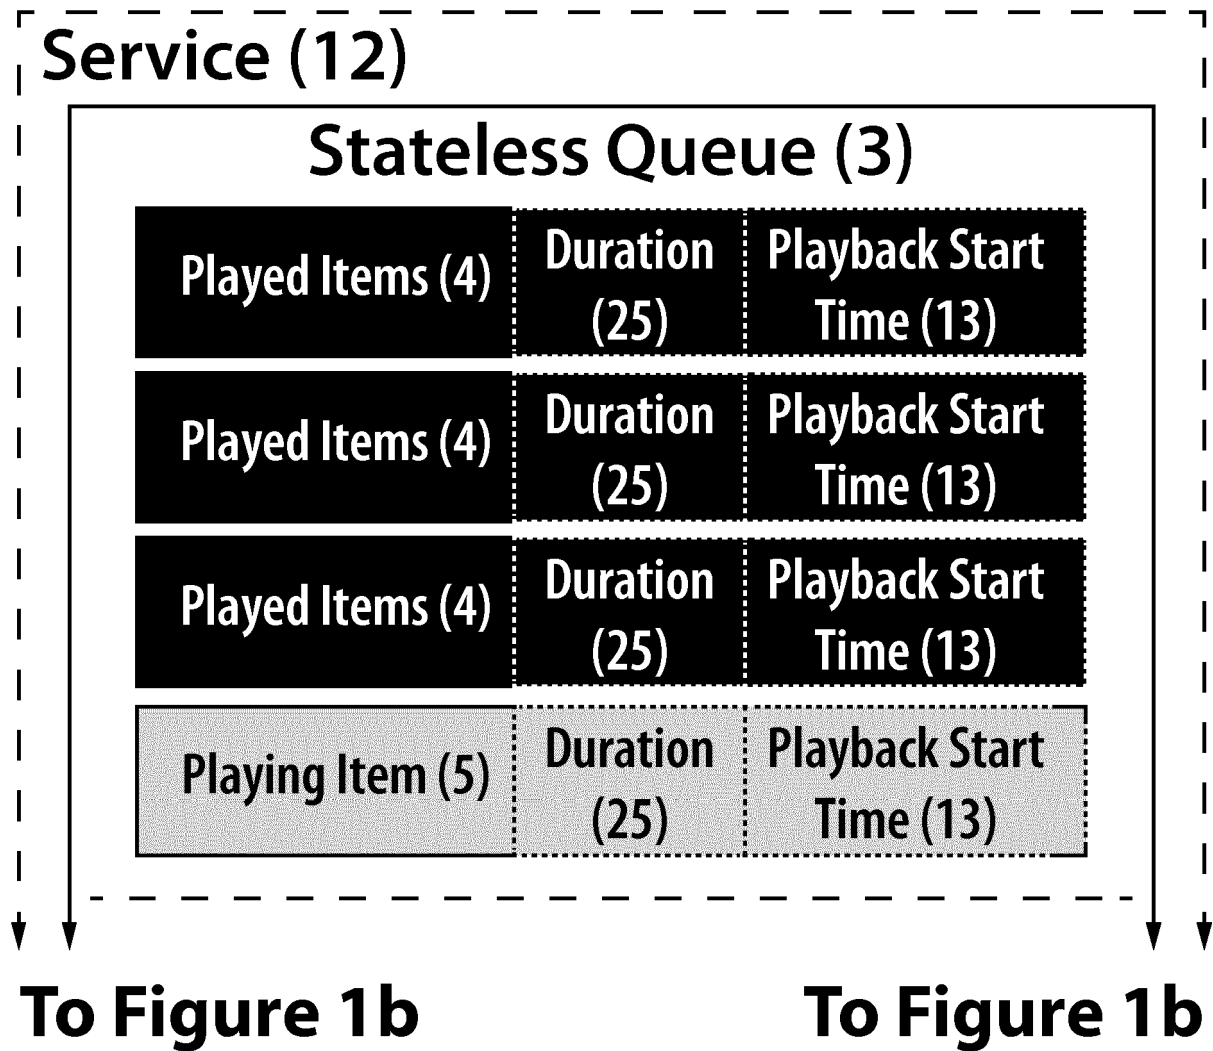 Service (12)
Stateless Queue (3)
Played Items (4)
Duration
(25)
Playback Start
Time (13)
Played Items (4)
Duration
(25)
Playback Start
Time (13)
Played Items (4)
Duration
(25)
Playback Start
Time (13)
Playing Item (5)
Duration
(25)
Playback Start
Time (13)
To Figure 1b
To Figure 1b